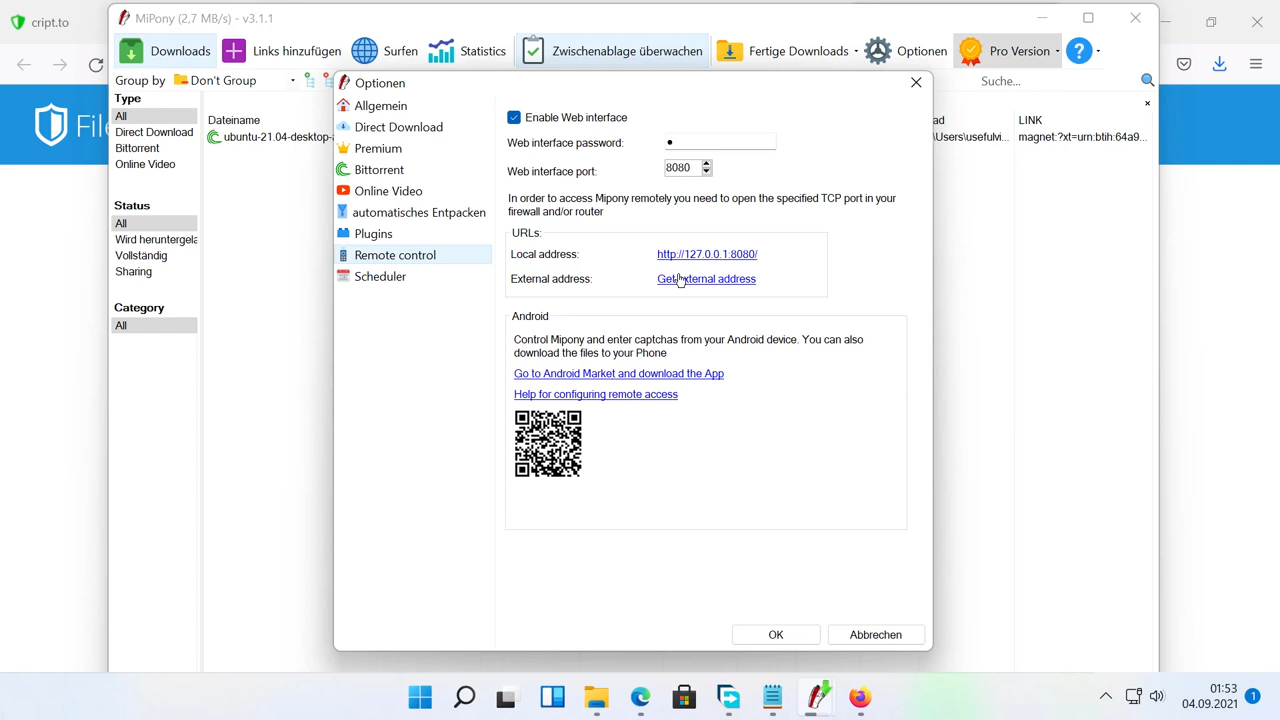 cript.to
MiPony (2,7 MB/s) - v3.1.1
Downloads
Links hinzufügen
Surfen
Statistics
Zwischenablage überwachen
Fertige Downloads
Optionen
Pro Version
?
Group by
Don't Group
Suche...
Optionen
Type
All
Direct Download
Bittorrent
Online Video
Status
All
Wird heruntergela
Vollständig
Sharing
Category
All
Dateiname
ubuntu-21.04-desktop-a
ad
LINK
\Users\usefulvi...
magnet:?xt=urn:btih:64a9...
File
Allgemein
Direct Download
Premium
Bittorrent
Online Video
automatisches Entpacken
Plugins
Remote control
Scheduler
Enable Web interface
Web interface password:
Web interface port:
8080
In order to access Mipony remotely you need to open the specified TCP port in your
firewall and/or router
URLs:
Local address:
http://127.0.0.1:8080/
External address:
Get external address
Android
Control Mipony and enter captchas from your Android device. You can also
download the files to your Phone
Go to Android Market and download the App
Help for configuring remote access
OK
Abbrechen
01:53
04.09.2021
1